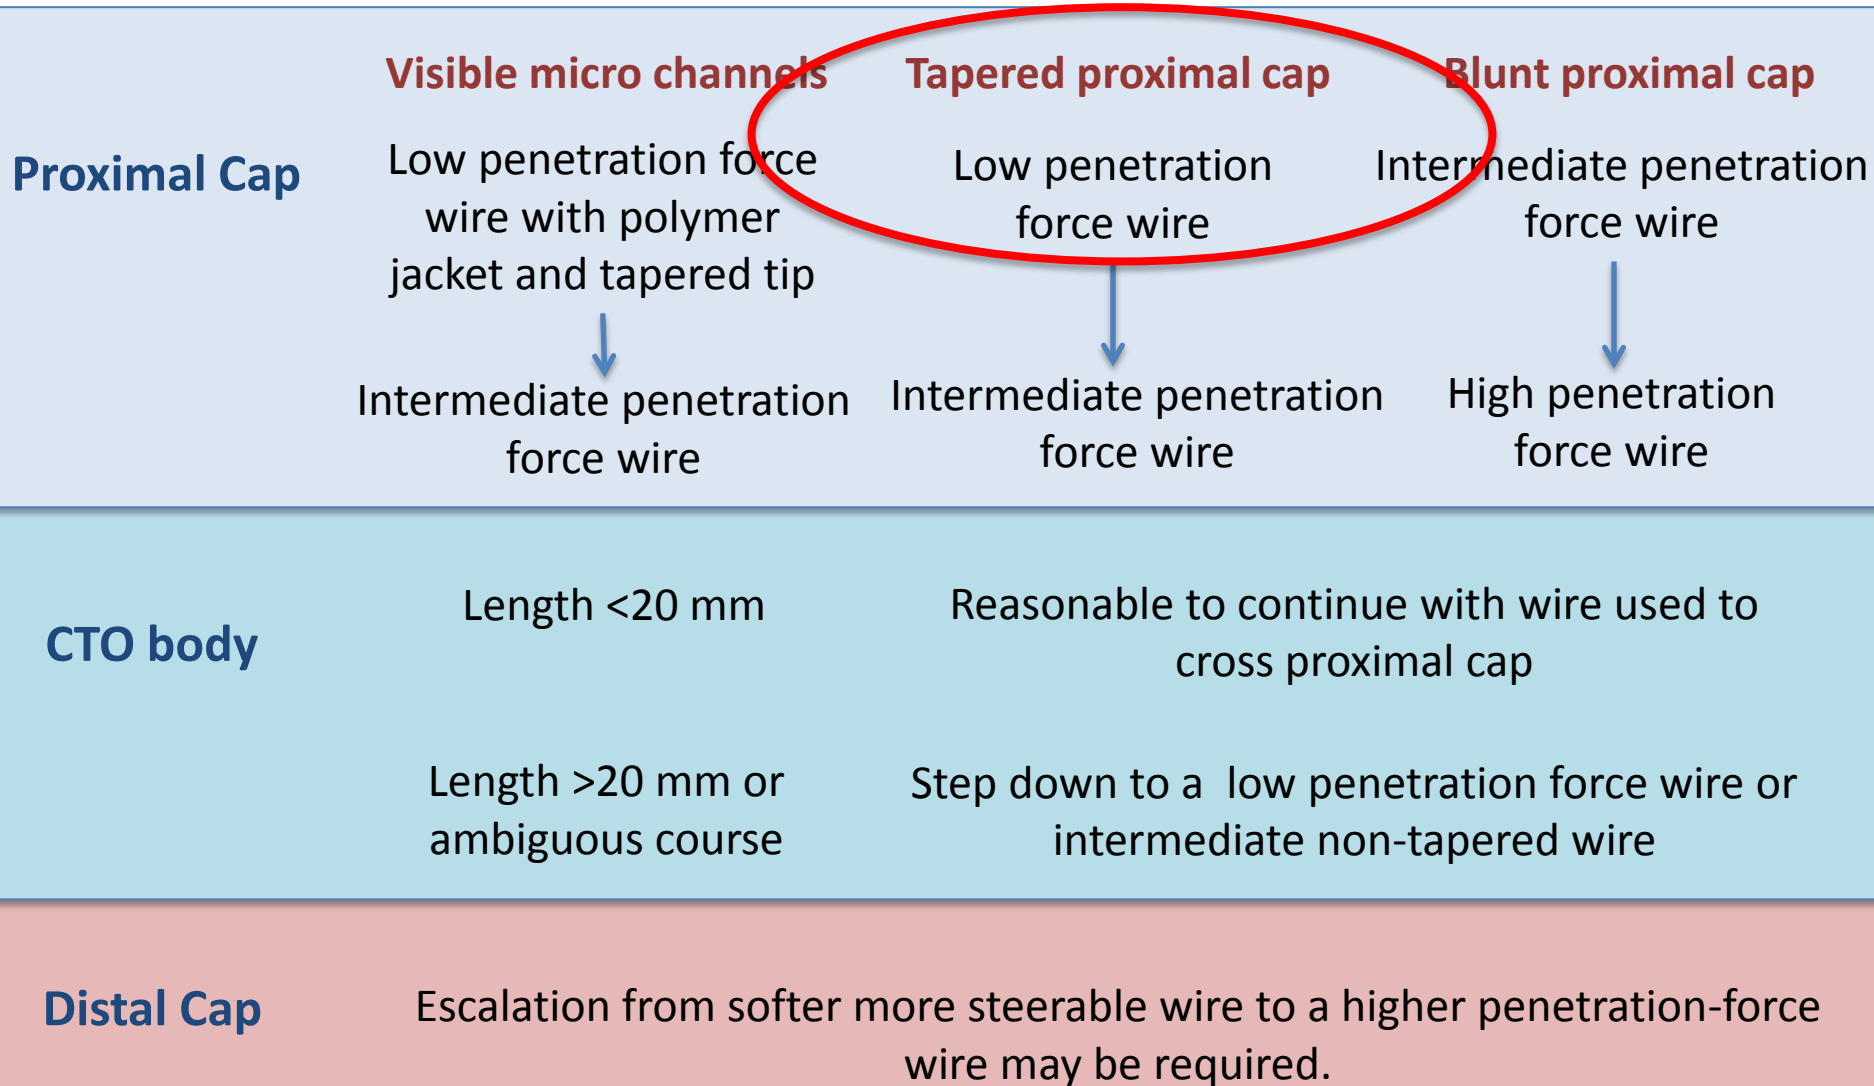 Visible micro channels
Tapered proximal cap
Blunt proximal cap
Proximal Cap
Low penetration force
wire with polymer
jacket and tapered tip
Low penetration
force wire
Intermediate penetration
force wire
Intermediate penetration
force wire
Intermediate penetration
force wire
High penetration
force wire
CTO body
Length <20 mm
Reasonable to continue with wire used to
cross proximal cap
Length >20 mm or
ambiguous course
Step down to a low penetration force wire or
intermediate non-tapered wire
Distal Cap
Escalation from softer more steerable wire to a higher penetration-force
wire may be required.